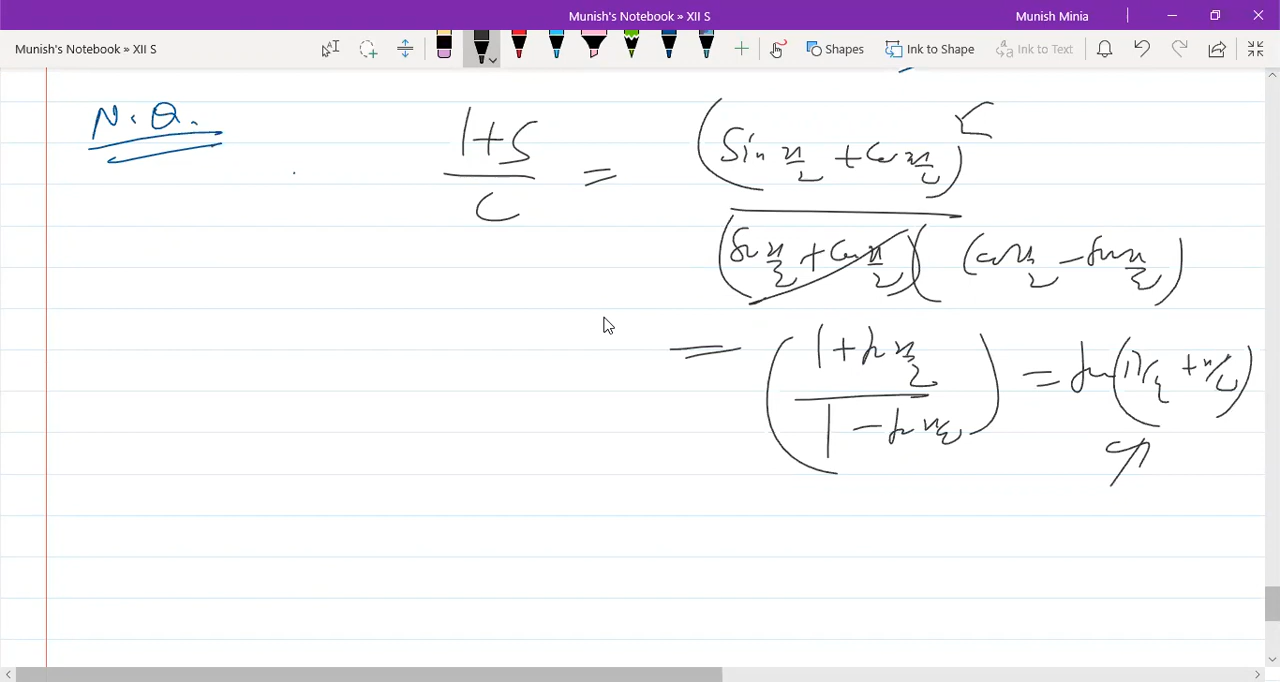 Munish's Notebook » XII S
Munish Minia
Munish's Notebook » XII S
Shapes
Ink to Shape
Ink to Text
N.Q.
1+S / C = (Sin x/2 + Cos x/2)² / (Sin x/2 + Cos x/2)(Cos x/2 − Sin x/2)
= (1 + tan x/2 / 1 − tan x/2) = tan(π/4 + x/2)